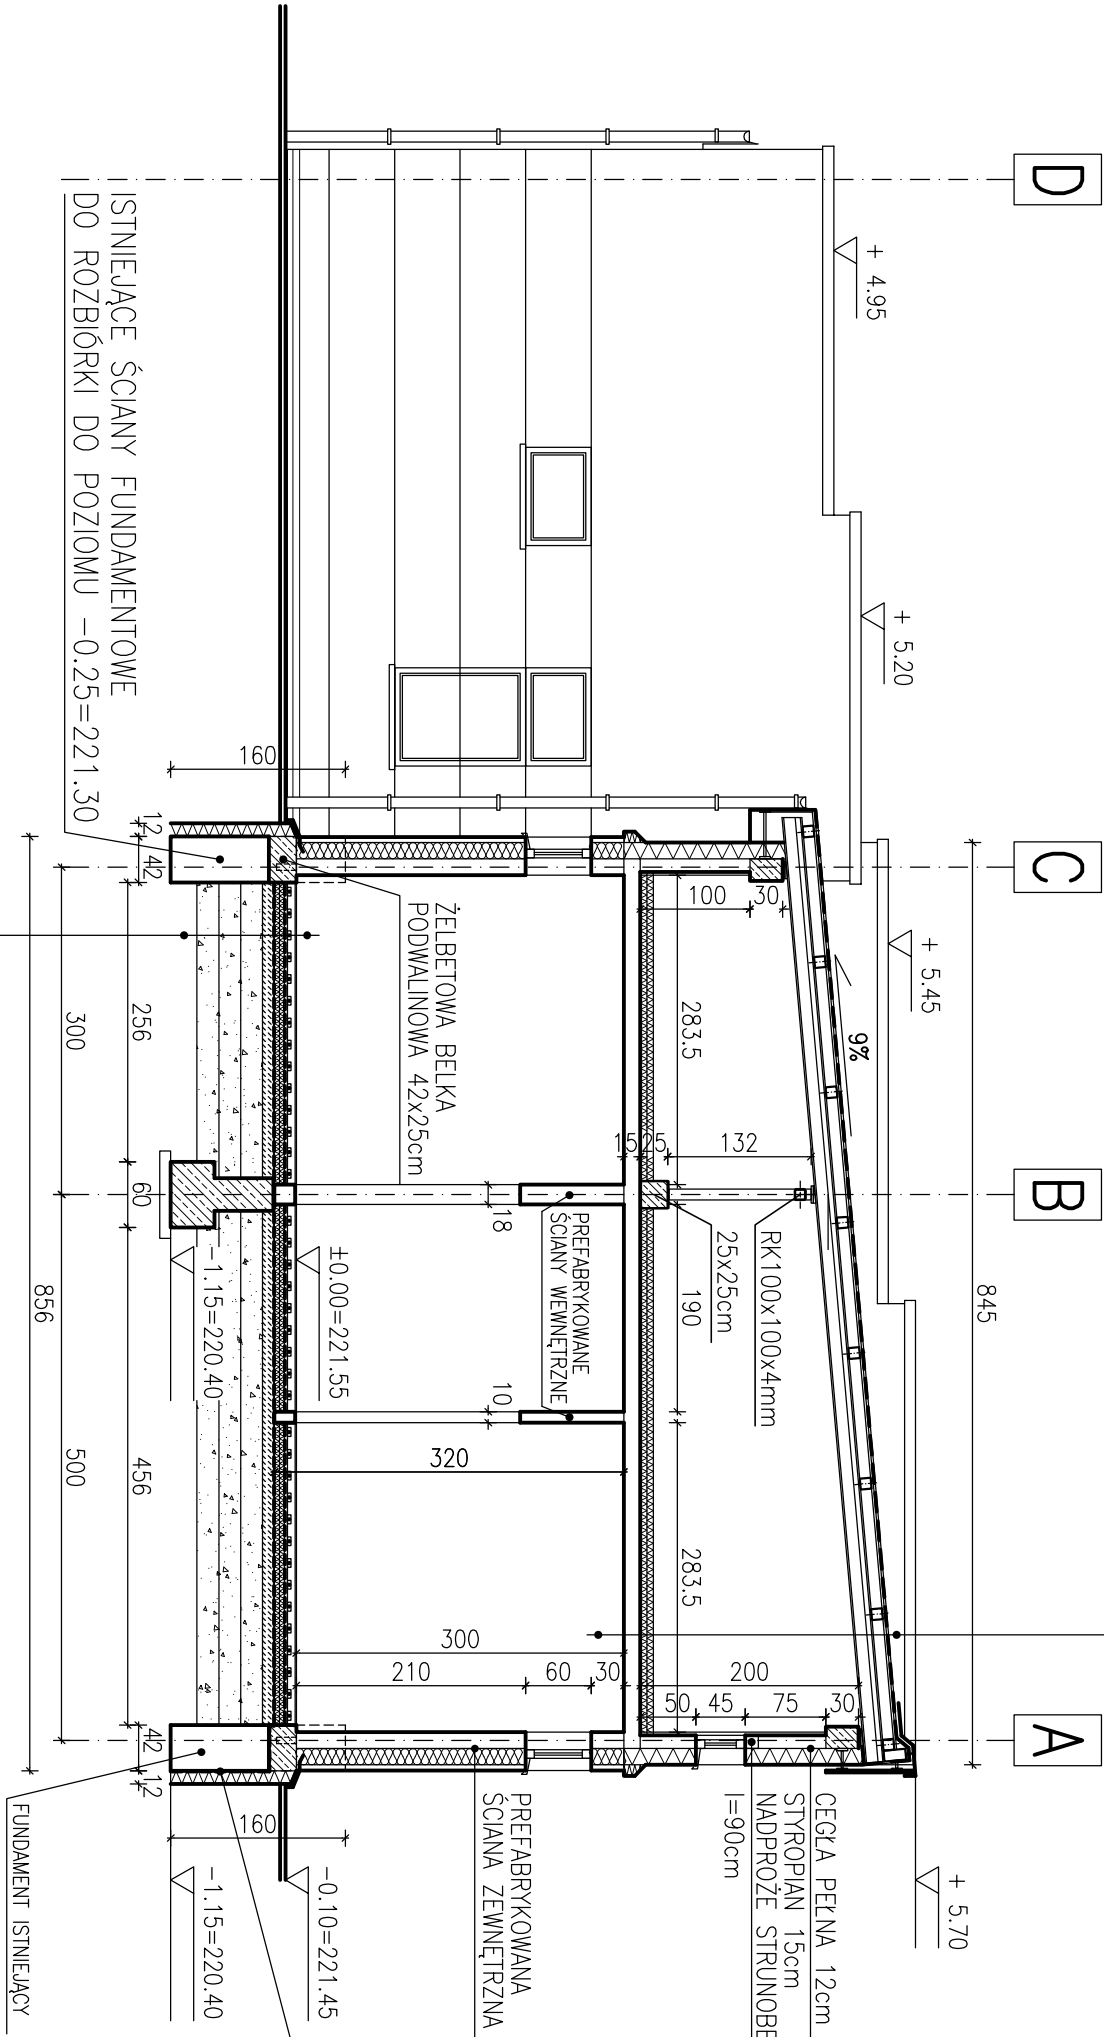 D
C
B
A
+ 4.95
+ 5.20
+ 5.45
+ 5.70
845
9%
100
30
283.5
15
25
132
RK100x100x4mm
25x25cm
190
283.5
200
50
45
75
30
CEGŁA PEŁNA 12cm
STYROPIAN 15cm
NADPROŻE STRUNOBE
l=90cm
ŻELBETOWA BELKA
PODWALINOWA 42x25cm
18
PREFABRYKOWANE
ŚCIANY WEWNĘTRZNE
10
320
300
210
60
30
PREFABRYKOWANA
ŚCIANA ZEWNĘTRZNA
±0.00=221.55
-0.10=221.45
-1.15=220.40
-1.15=220.40
160
160
ISTNIEJĄCE ŚCIANY FUNDAMENTOWE
DO ROZBIÓRKI DO POZIOMU -0.25=221.30
12
42
256
60
456
42
12
300
500
856
FUNDAMENT ISTNIEJĄCY